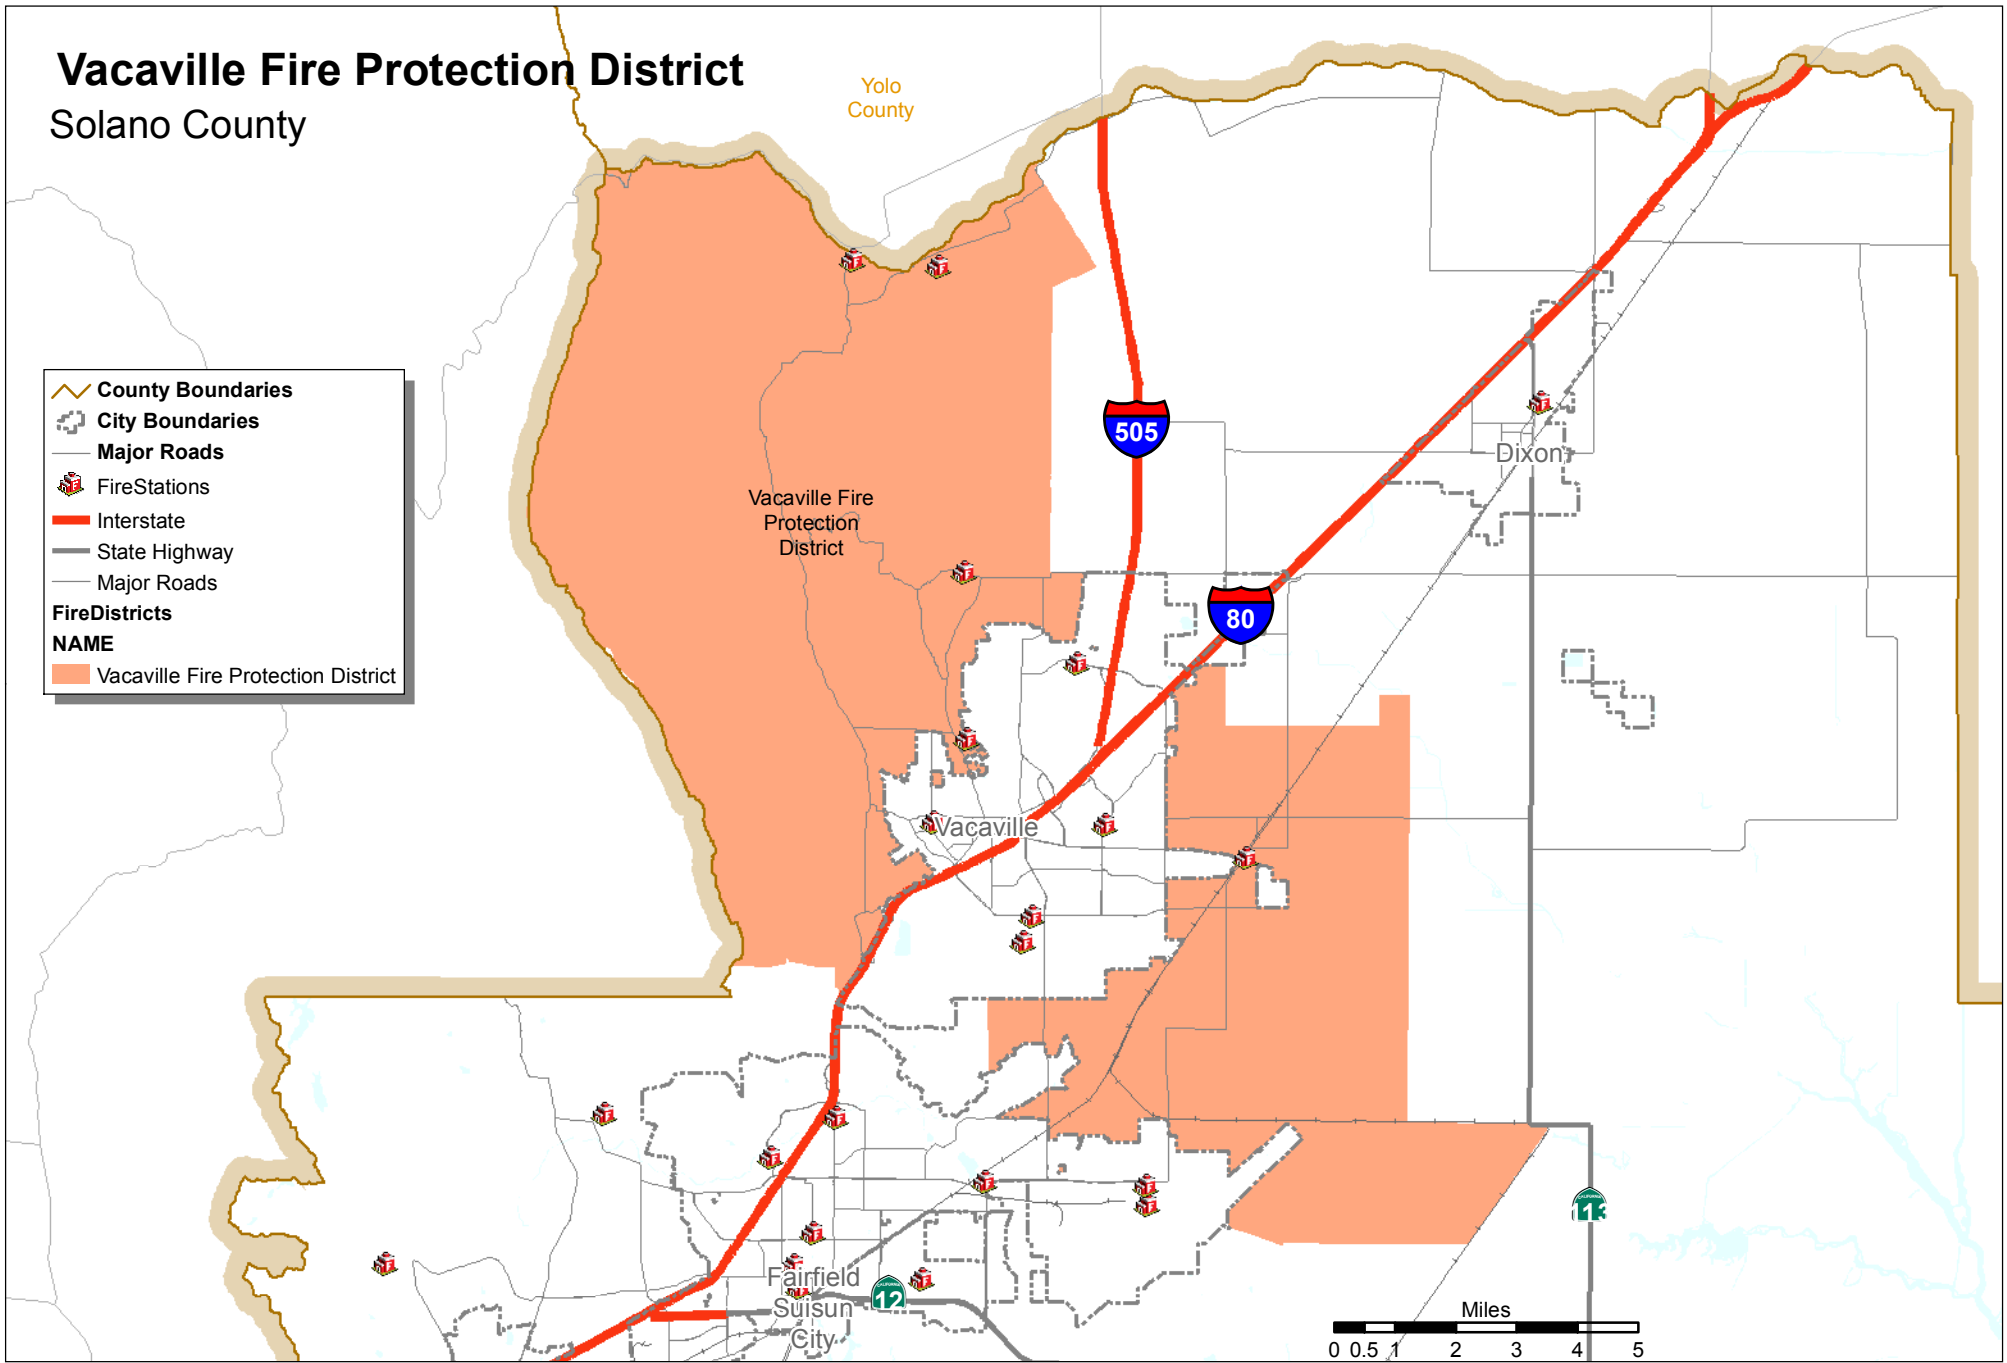 Vacaville Fire Protection District
Solano County
Yolo
County
County Boundaries
City Boundaries
Major Roads
FireStations
Interstate
State Highway
Major Roads
FireDistricts
NAME
Vacaville Fire Protection District
505
Dixon
Vacaville Fire
Protection
District
80
Vacaville
113
Fairfield
Suisun
City
12
Miles
0 0.5 1 2 3 4 5